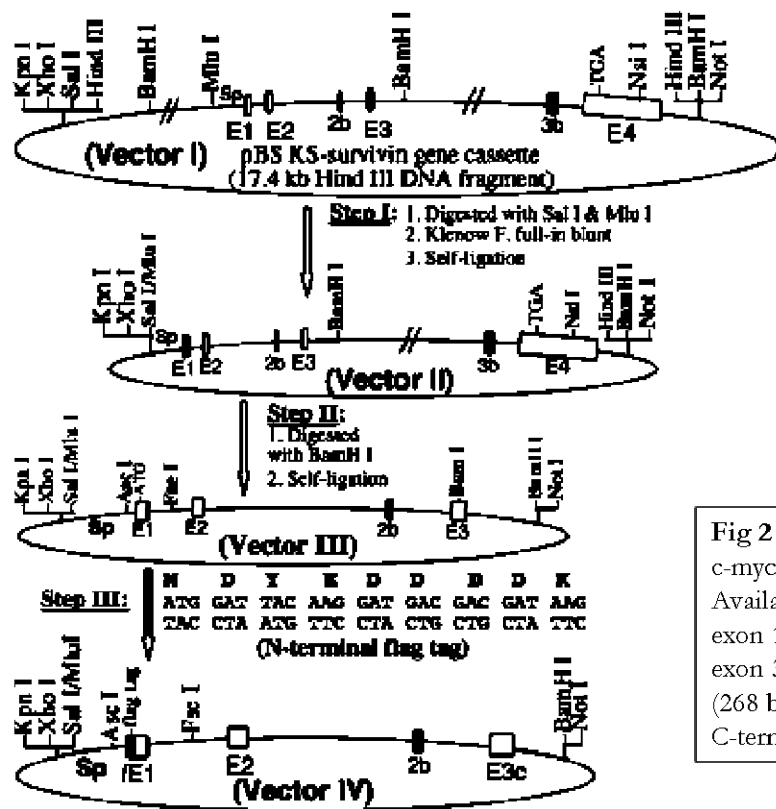 Kpn I
Xho I
Sal I
Hind III
BamH I
Mlu I
Sp
BamH I
TGA
Nsi I
Hind III
BamH I
Not I
E1
E2
2b
E3
3b
E4
(Vector I)
pBS KS-survivin gene cassette
(17.4 kb Hind III DNA fragment)
Step I:
1. Digested with Sal I & Mlu I
2. Klenow F. full-in blunt
3. Self-ligation
Kpn I
Xho I
Sal I/Mlu I
Sp
BamH I
TGA
Hind III
BamH I
Not I
E1
E2
2b
E3
3b
E4
(Vector II)
Step II:
1. Digested
with BamH I
2. Self-ligation
Kpn I
Xho I
Sal I/Mlu I
Asc I
ATG
BamH I
Not I
Sp
E1
E2
2b
E3
(Vector III)
Step III:
M D Y K D D D D K
ATG GAT TAC AAG GAT GAC GAC GAT AAG
TAC CTA ATG TTC CTA CTG CTG CTA TTC
(N-terminal flag tag)
Kpn I
Xho I
Asc I
flag tag
Fsc I
BamH I
Not I
Sp
E1
E2
2b
E3c
(Vector IV)
Fig 2
c-myc
Availa
exon 1
exon 3
(268 b
C-term